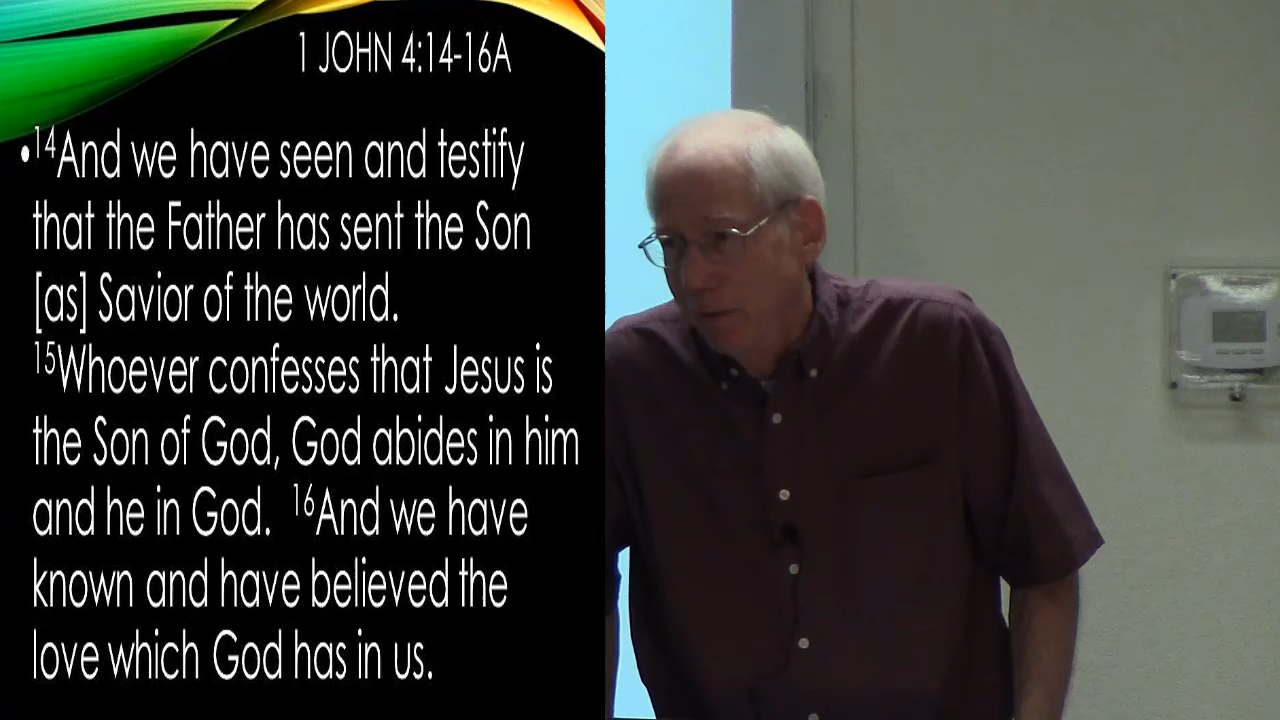 1 JOHN 4:14-16A
•14And we have seen and testify
that the Father has sent the Son
[as] Savior of the world.
15Whoever confesses that Jesus is
the Son of God, God abides in him
and he in God. 16And we have
known and have believed the
love which God has in us.